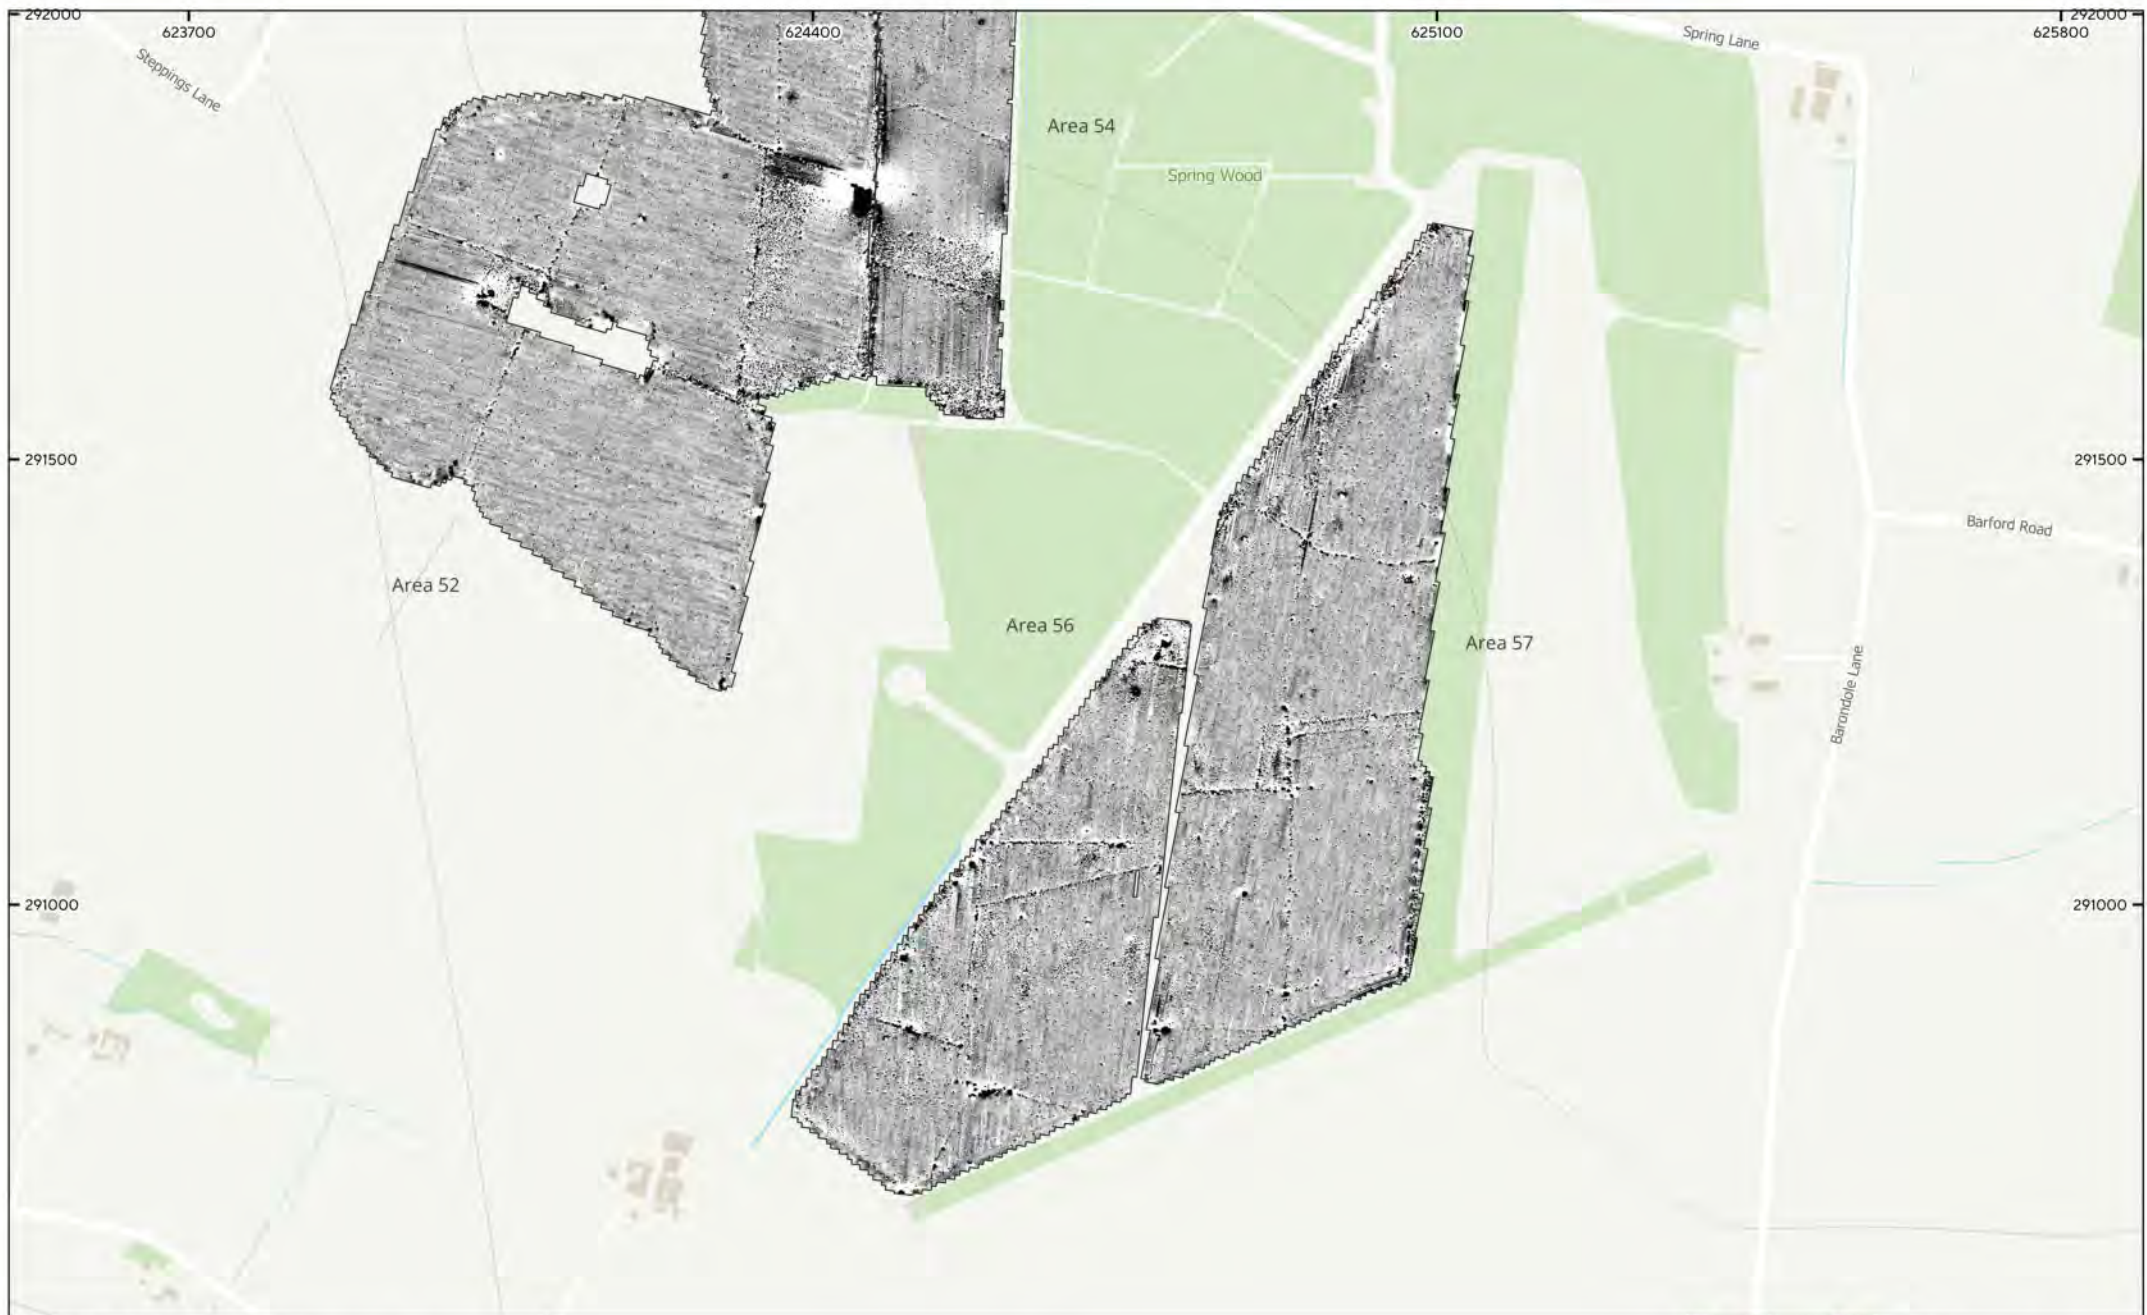 292000
623700
624400
625100
625800
292000
Steppings Lane
Spring Lane
Area 54
Spring Wood
291500
291500
Barford Road
Area 52
Area 56
Area 57
Barondole Lane
291000
291000